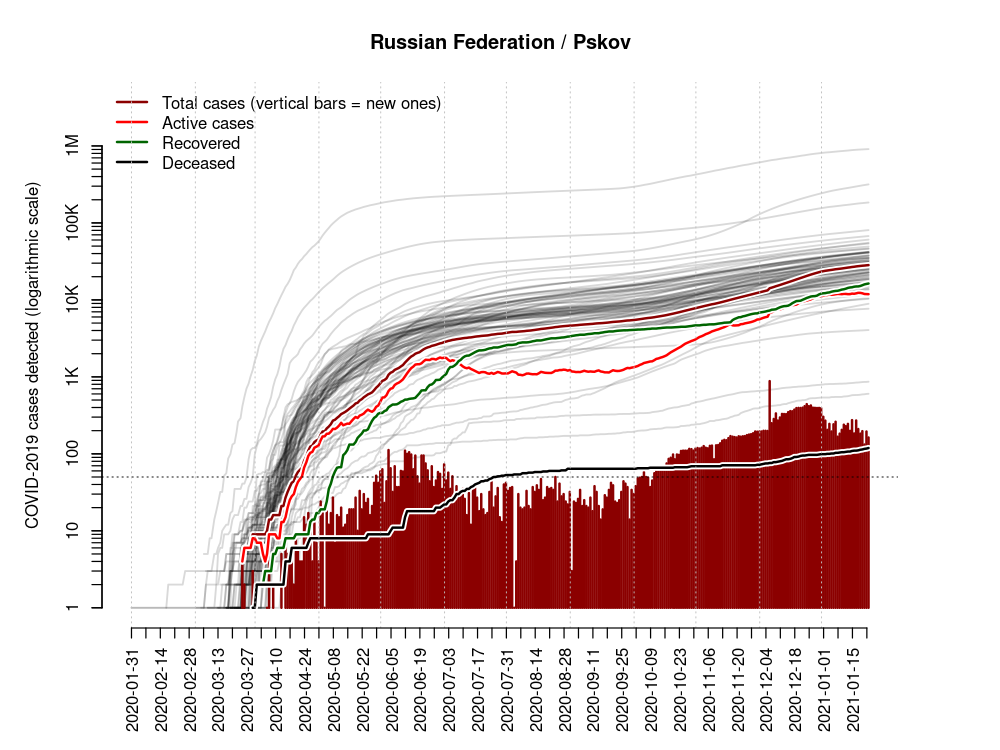 Russian Federation / Pskov
Total cases (vertical bars = new ones)
Active cases
Recovered
Deceased
COVID-2019 cases detected (logarithmic scale)
1M
100K
10K
1K
100
10
1
2020-01-31
2020-02-14
2020-02-28
2020-03-13
2020-03-27
2020-04-10
2020-04-24
2020-05-08
2020-05-22
2020-06-05
2020-06-19
2020-07-03
2020-07-17
2020-07-31
2020-08-14
2020-08-28
2020-09-11
2020-09-25
2020-10-09
2020-10-23
2020-11-06
2020-11-20
2020-12-04
2020-12-18
2021-01-01
2021-01-15